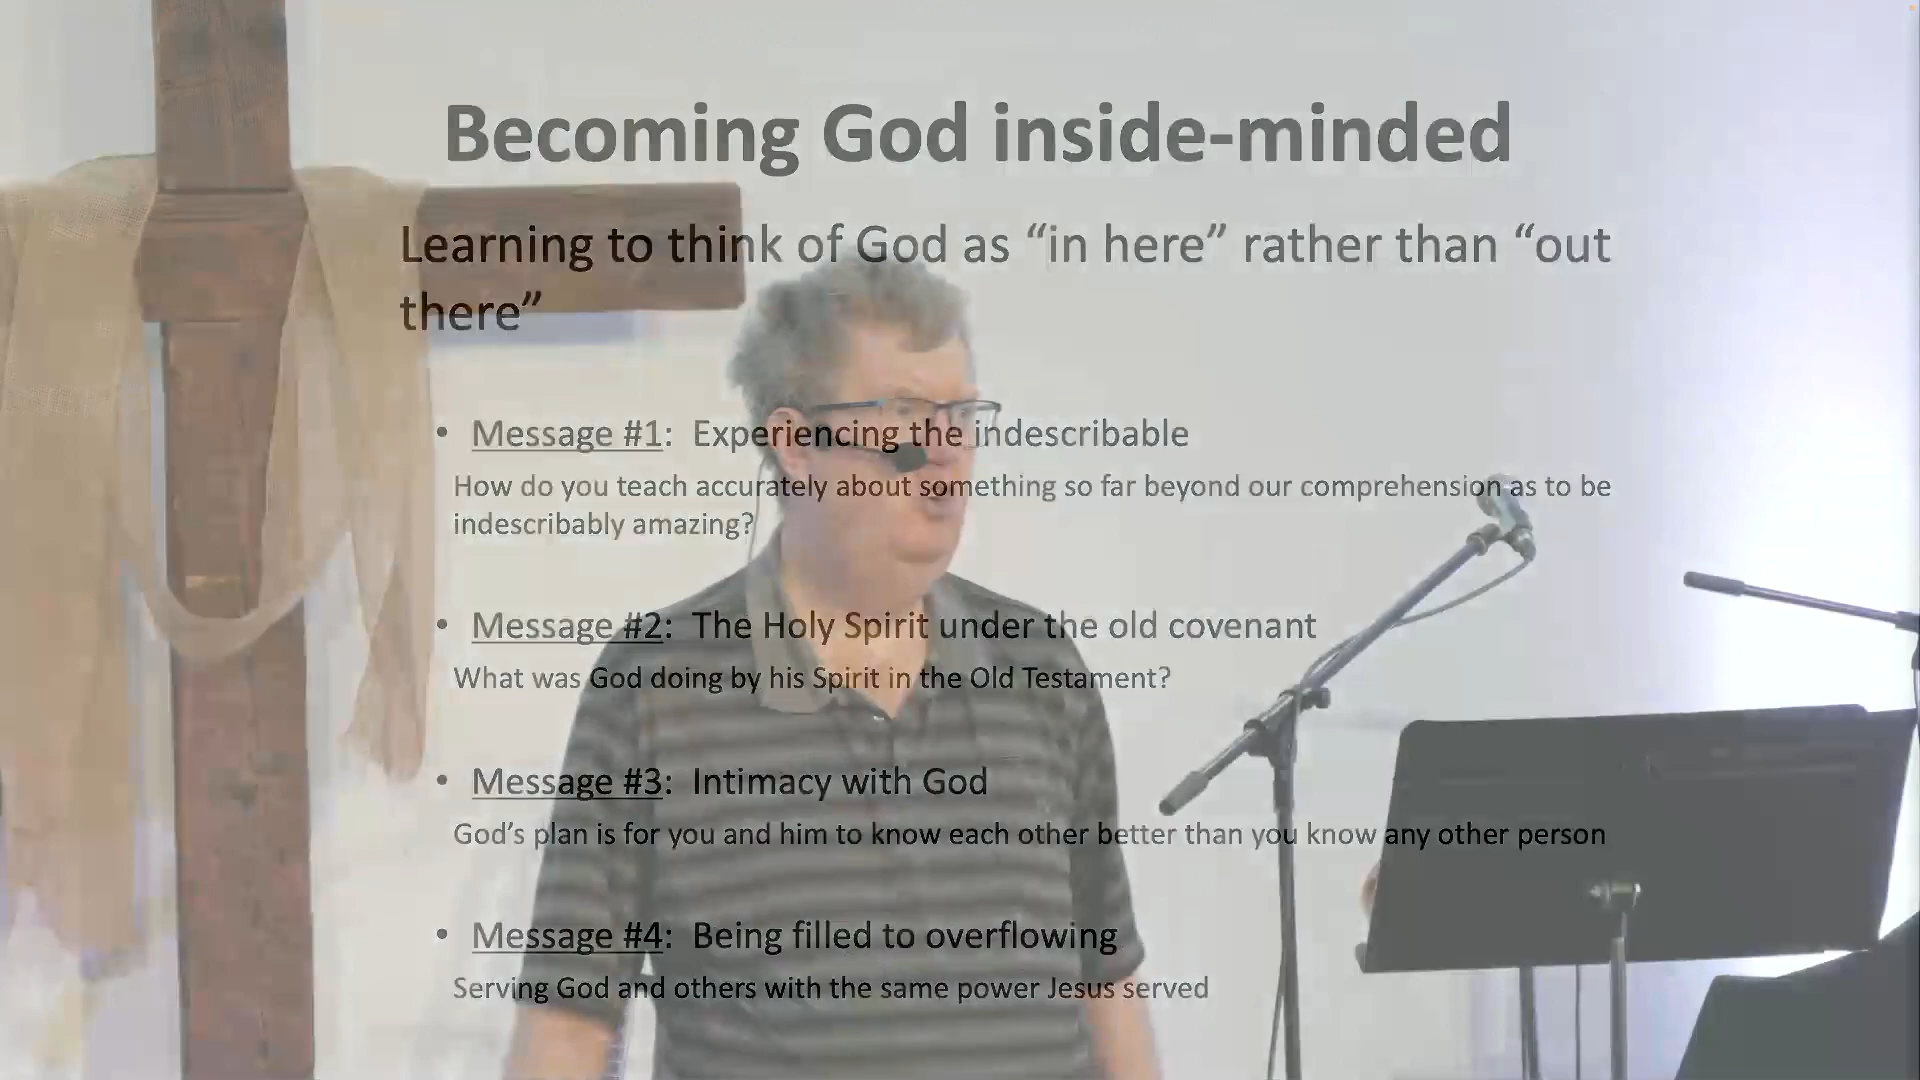 Becoming God inside-minded
Learning to think of God as “in here” rather than “out
there”
• Message #1:  Experiencing the indescribable
How do you teach accurately about something so far beyond our comprehension as to be
indescribably amazing?
• Message #2:  The Holy Spirit under the old covenant
What was God doing by his Spirit in the Old Testament?
• Message #3:  Intimacy with God
God’s plan is for you and him to know each other better than you know any other person
• Message #4:  Being filled to overflowing
Serving God and others with the same power Jesus served